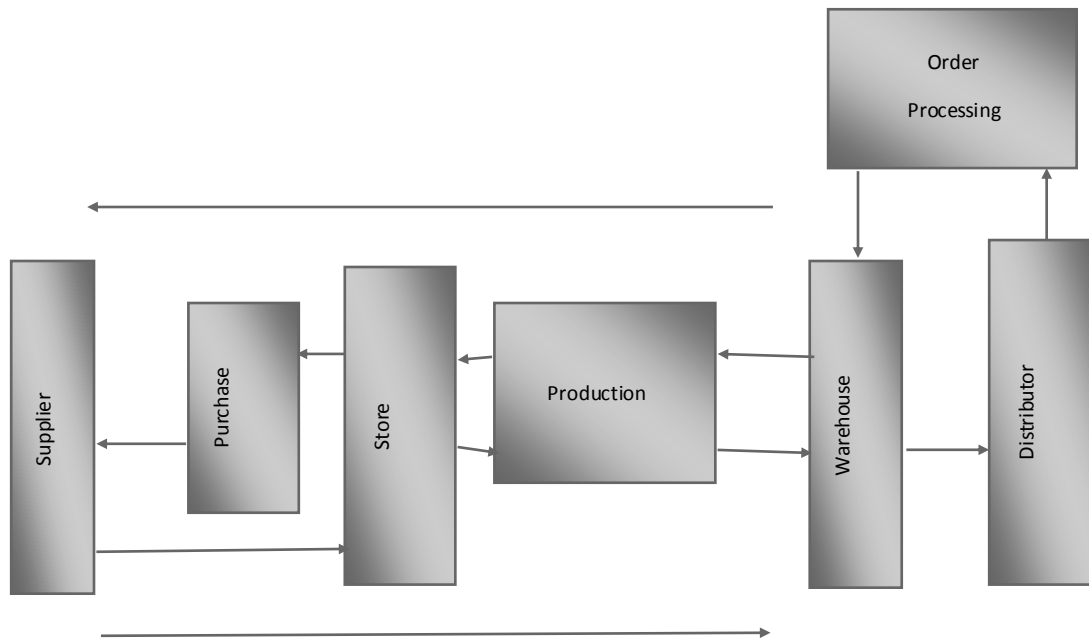 Order
Processing
Supplier
Purchase
Store
Production
Warehouse
Distributor